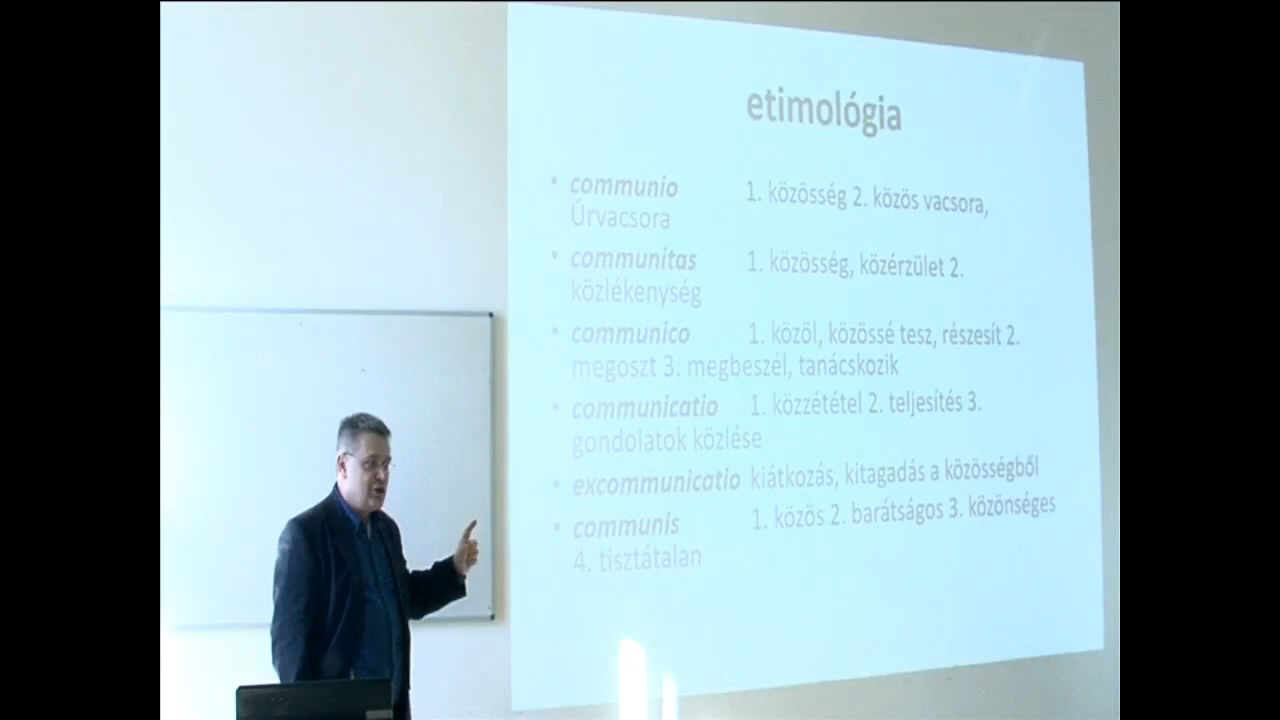 etimológia
• communio 1. közösség 2. közös vacsora,
Úrvacsora
• communitas 1. közösség, közérzület 2.
közlékenység
• communico 1. közöl, közössé tesz, részesít 2.
megoszt 3. megbeszél, tanácskozik
• communicatio 1. közzététel 2. teljesítés 3.
gondolatok közlése
• excommunicatio kiátkozás, kitagadás a közösségből
• communis 1. közös 2. barátságos 3. közönséges
4. tisztátalan